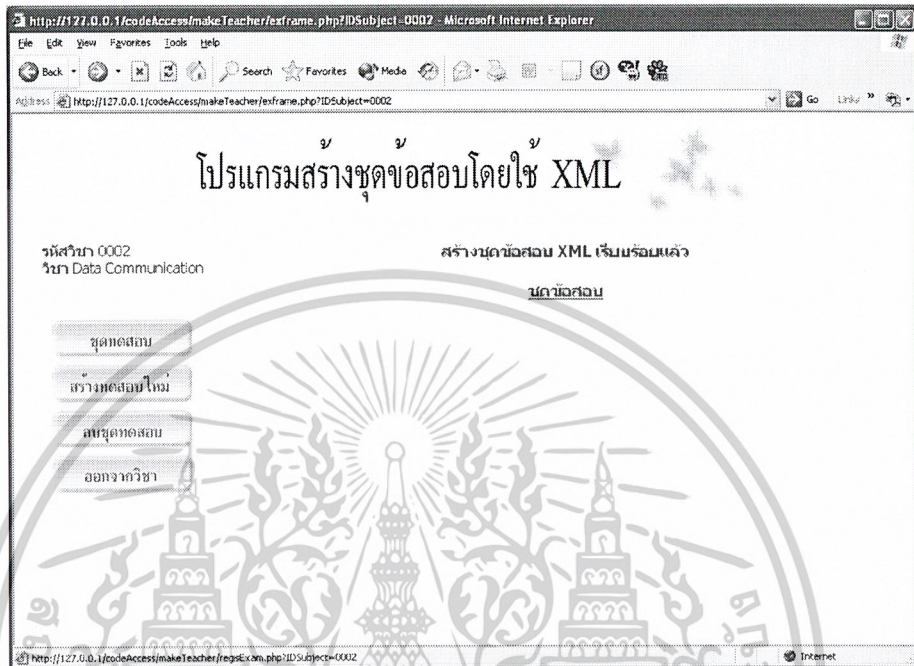 http://127.0.0.1/codeAccess/makeTeacher/exframe.php?IDSubject=0002 - Microsoft Internet Explorer
File Edit View Favorites Tools Help
Back Search Favorites Media
Address http://127.0.0.1/codeAccess/makeTeacher/exframe.php?IDSubject=0002 Go Links »
โปรแกรมสร้างชุดข้อสอบโดยใช้ XML
รหัสวิชา 0002
วิชา Data Communication
สร้างชุดข้อสอบ XML เรียบร้อยแล้ว
ชุดข้อสอบ
ชุดทดสอบ
สร้างทดสอบใหม่
ลบชุดทดสอบ
ออกจากวิชา
http://127.0.0.1/codeAccess/makeTeacher/regisExam.php?IDSubject=0002 Internet